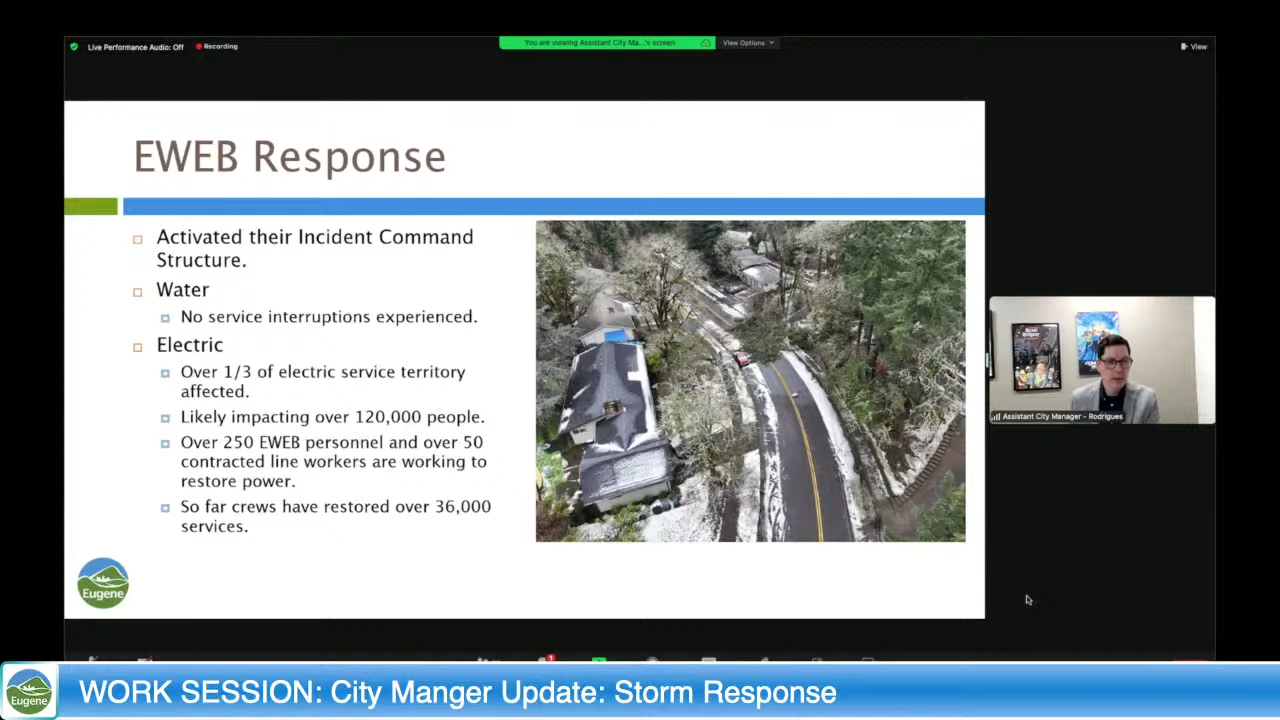 Live Performance Audio: Off
Recording
You are viewing Assistant City Ma...'s screen
View Options
View
EWEB Response
Activated their Incident Command
Structure.
Water
No service interruptions experienced.
Electric
Over 1/3 of electric service territory
affected.
Likely impacting over 120,000 people.
Over 250 EWEB personnel and over 50
contracted line workers are working to
restore power.
So far crews have restored over 36,000
services.
Assistant City Manager - Rodrigues
Eugene
1
Eugene
WORK SESSION: City Manger Update: Storm Response